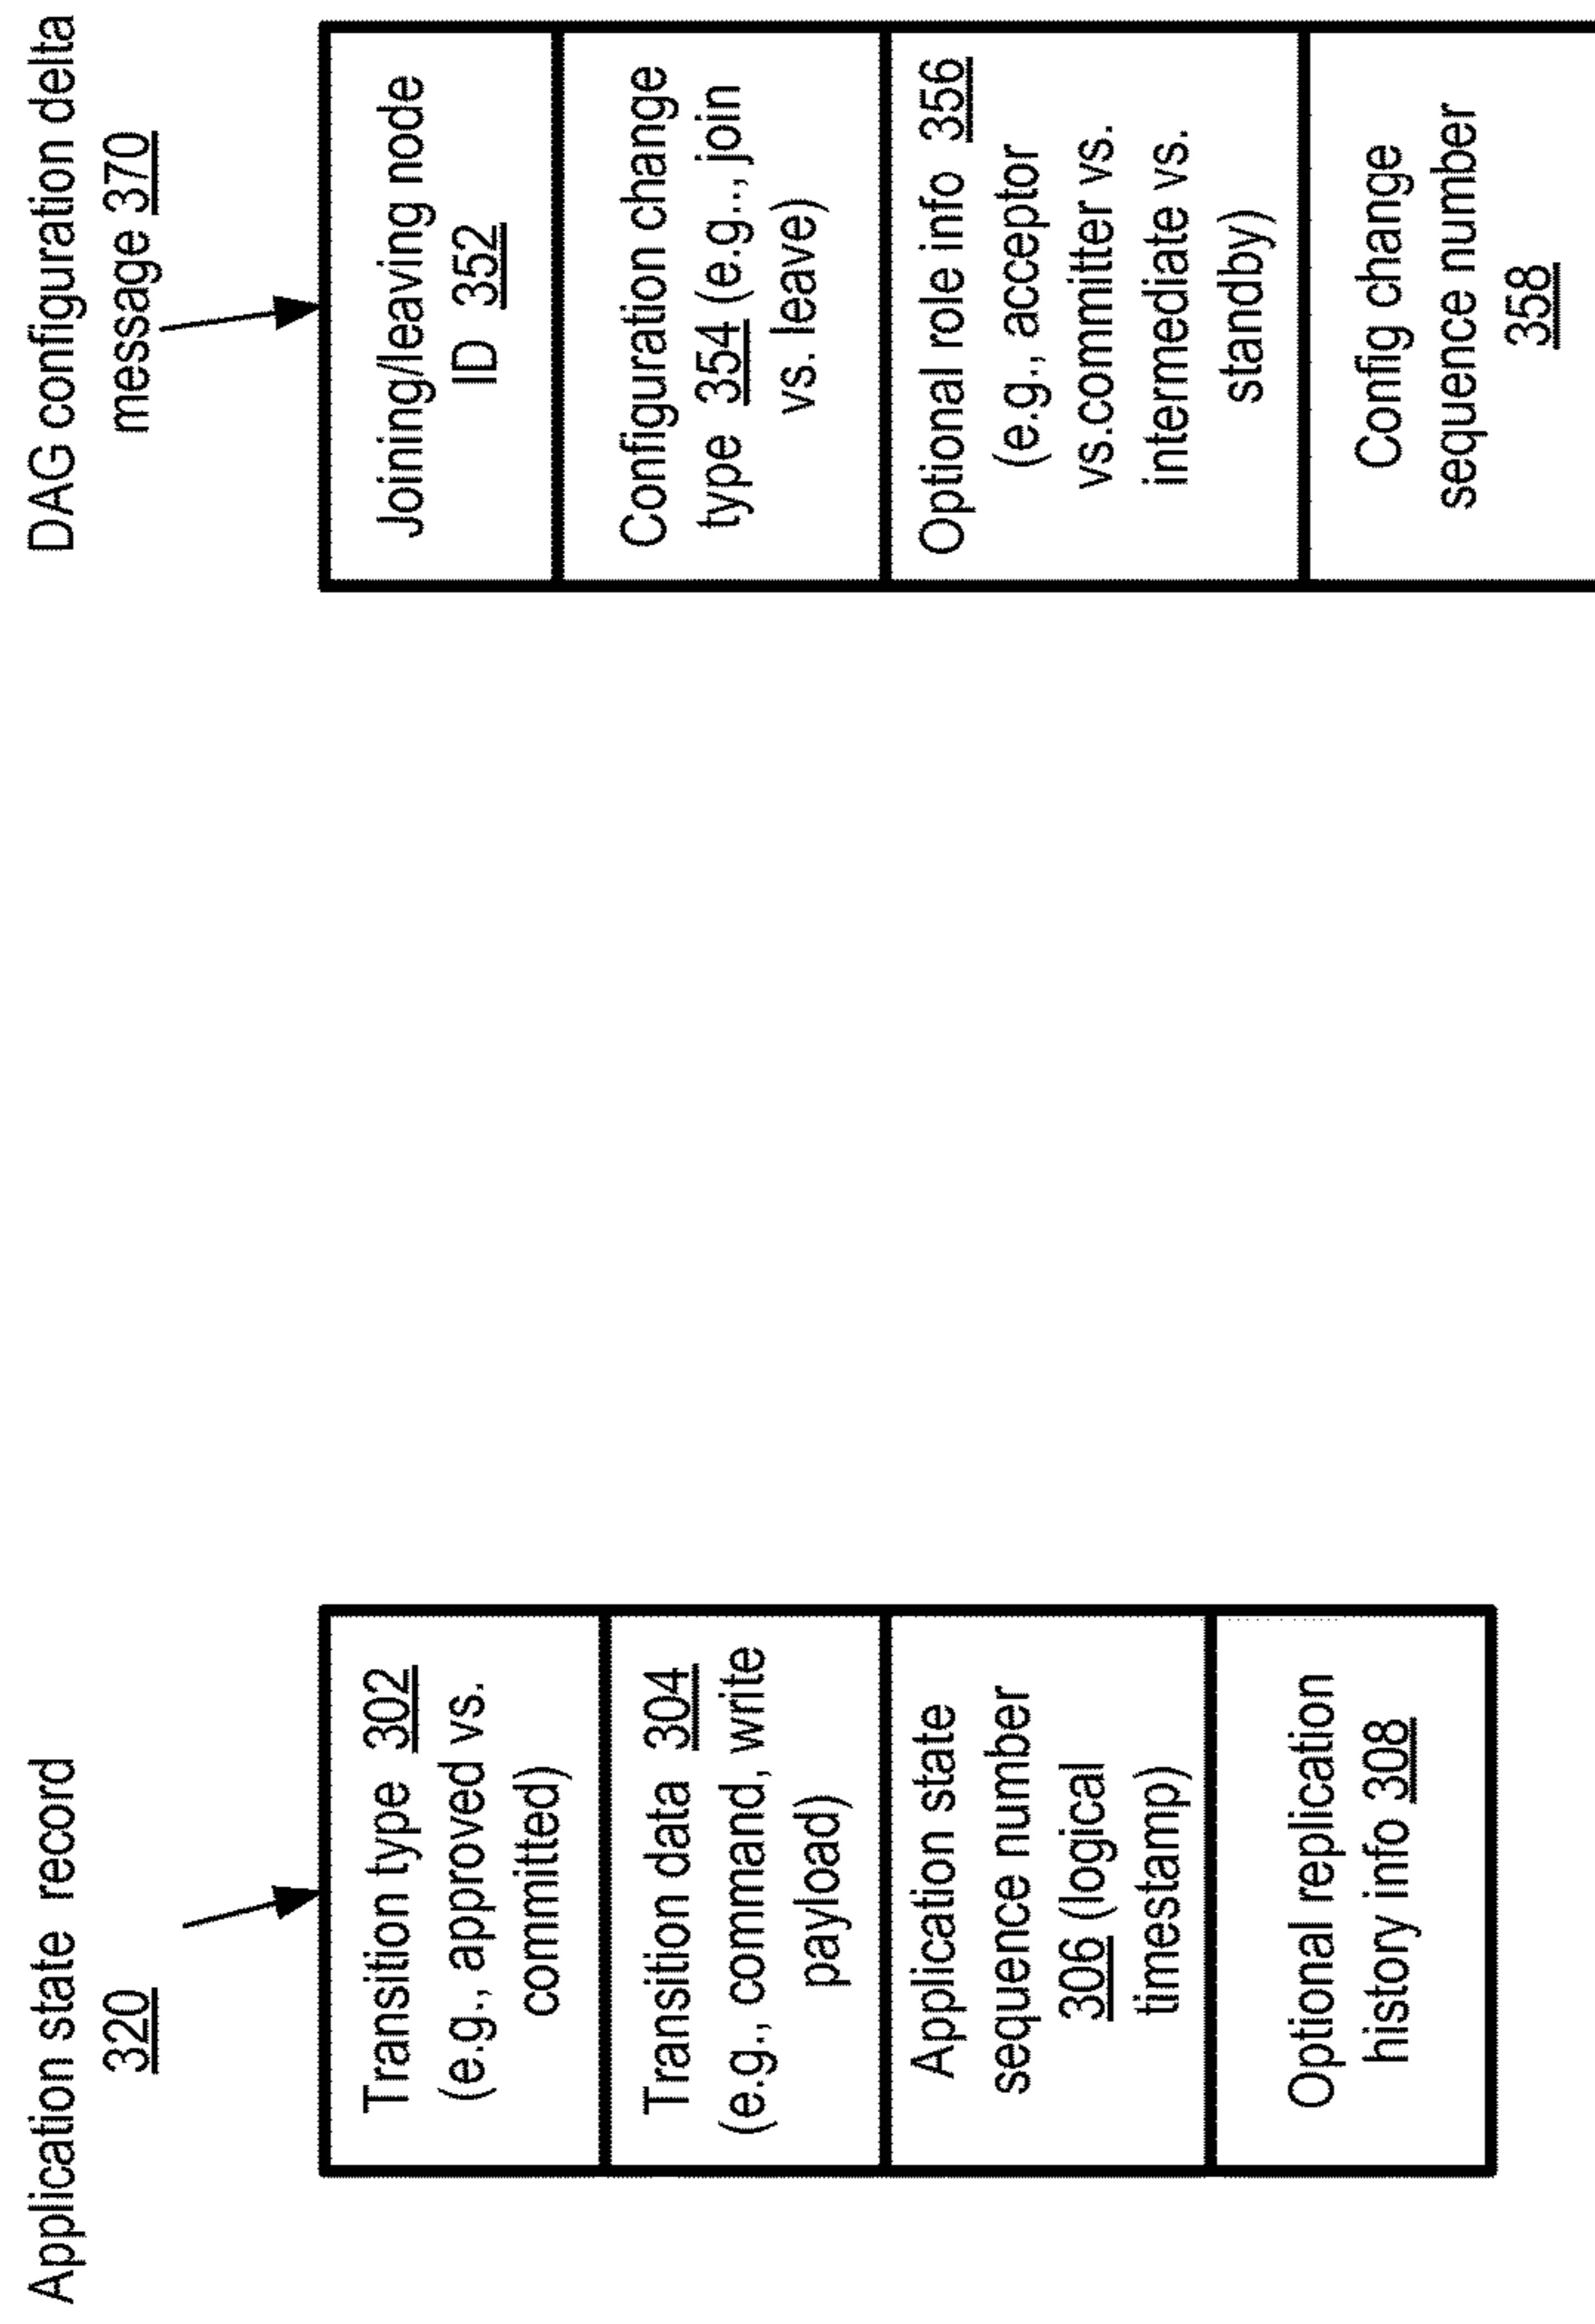 Application state record
320
Transition type 302
(e.g., approved vs.
committed)
Transition data 304
(e.g., command, write
payload)
Application state
sequence number
306 (logical
timestamp)
Optional replication
history info 308
DAG configuration delta
message 370
Joining/leaving node
ID 352
Configuration change
type 354 (e.g.., join
vs. leave)
Optional role info 356
(e.g., acceptor
vs.committer vs.
intermediate vs.
standby)
Config change
sequence number
358